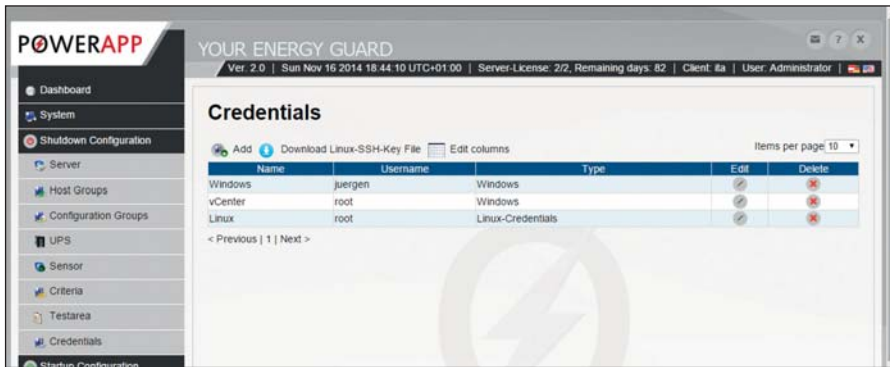 POWERAPP
YOUR ENERGY GUARD
Ver. 2.0 | Sun Nov 16 2014 18:44:10 UTC+01:00 | Server-License: 2/2, Remaining days: 82 | Client: ita | User: Administrator |
Dashboard
System
Shutdown Configuration
Server
Host Groups
Configuration Groups
UPS
Sensor
Criteria
Testarea
Credentials
Startup Configuration
Credentials
Add Download Linux-SSH-Key File Edit columns Items per page 10
Name Username Type Edit Delete
Windows juergen Windows
vCenter root Windows
Linux root Linux-Credentials
< Previous | 1 | Next >